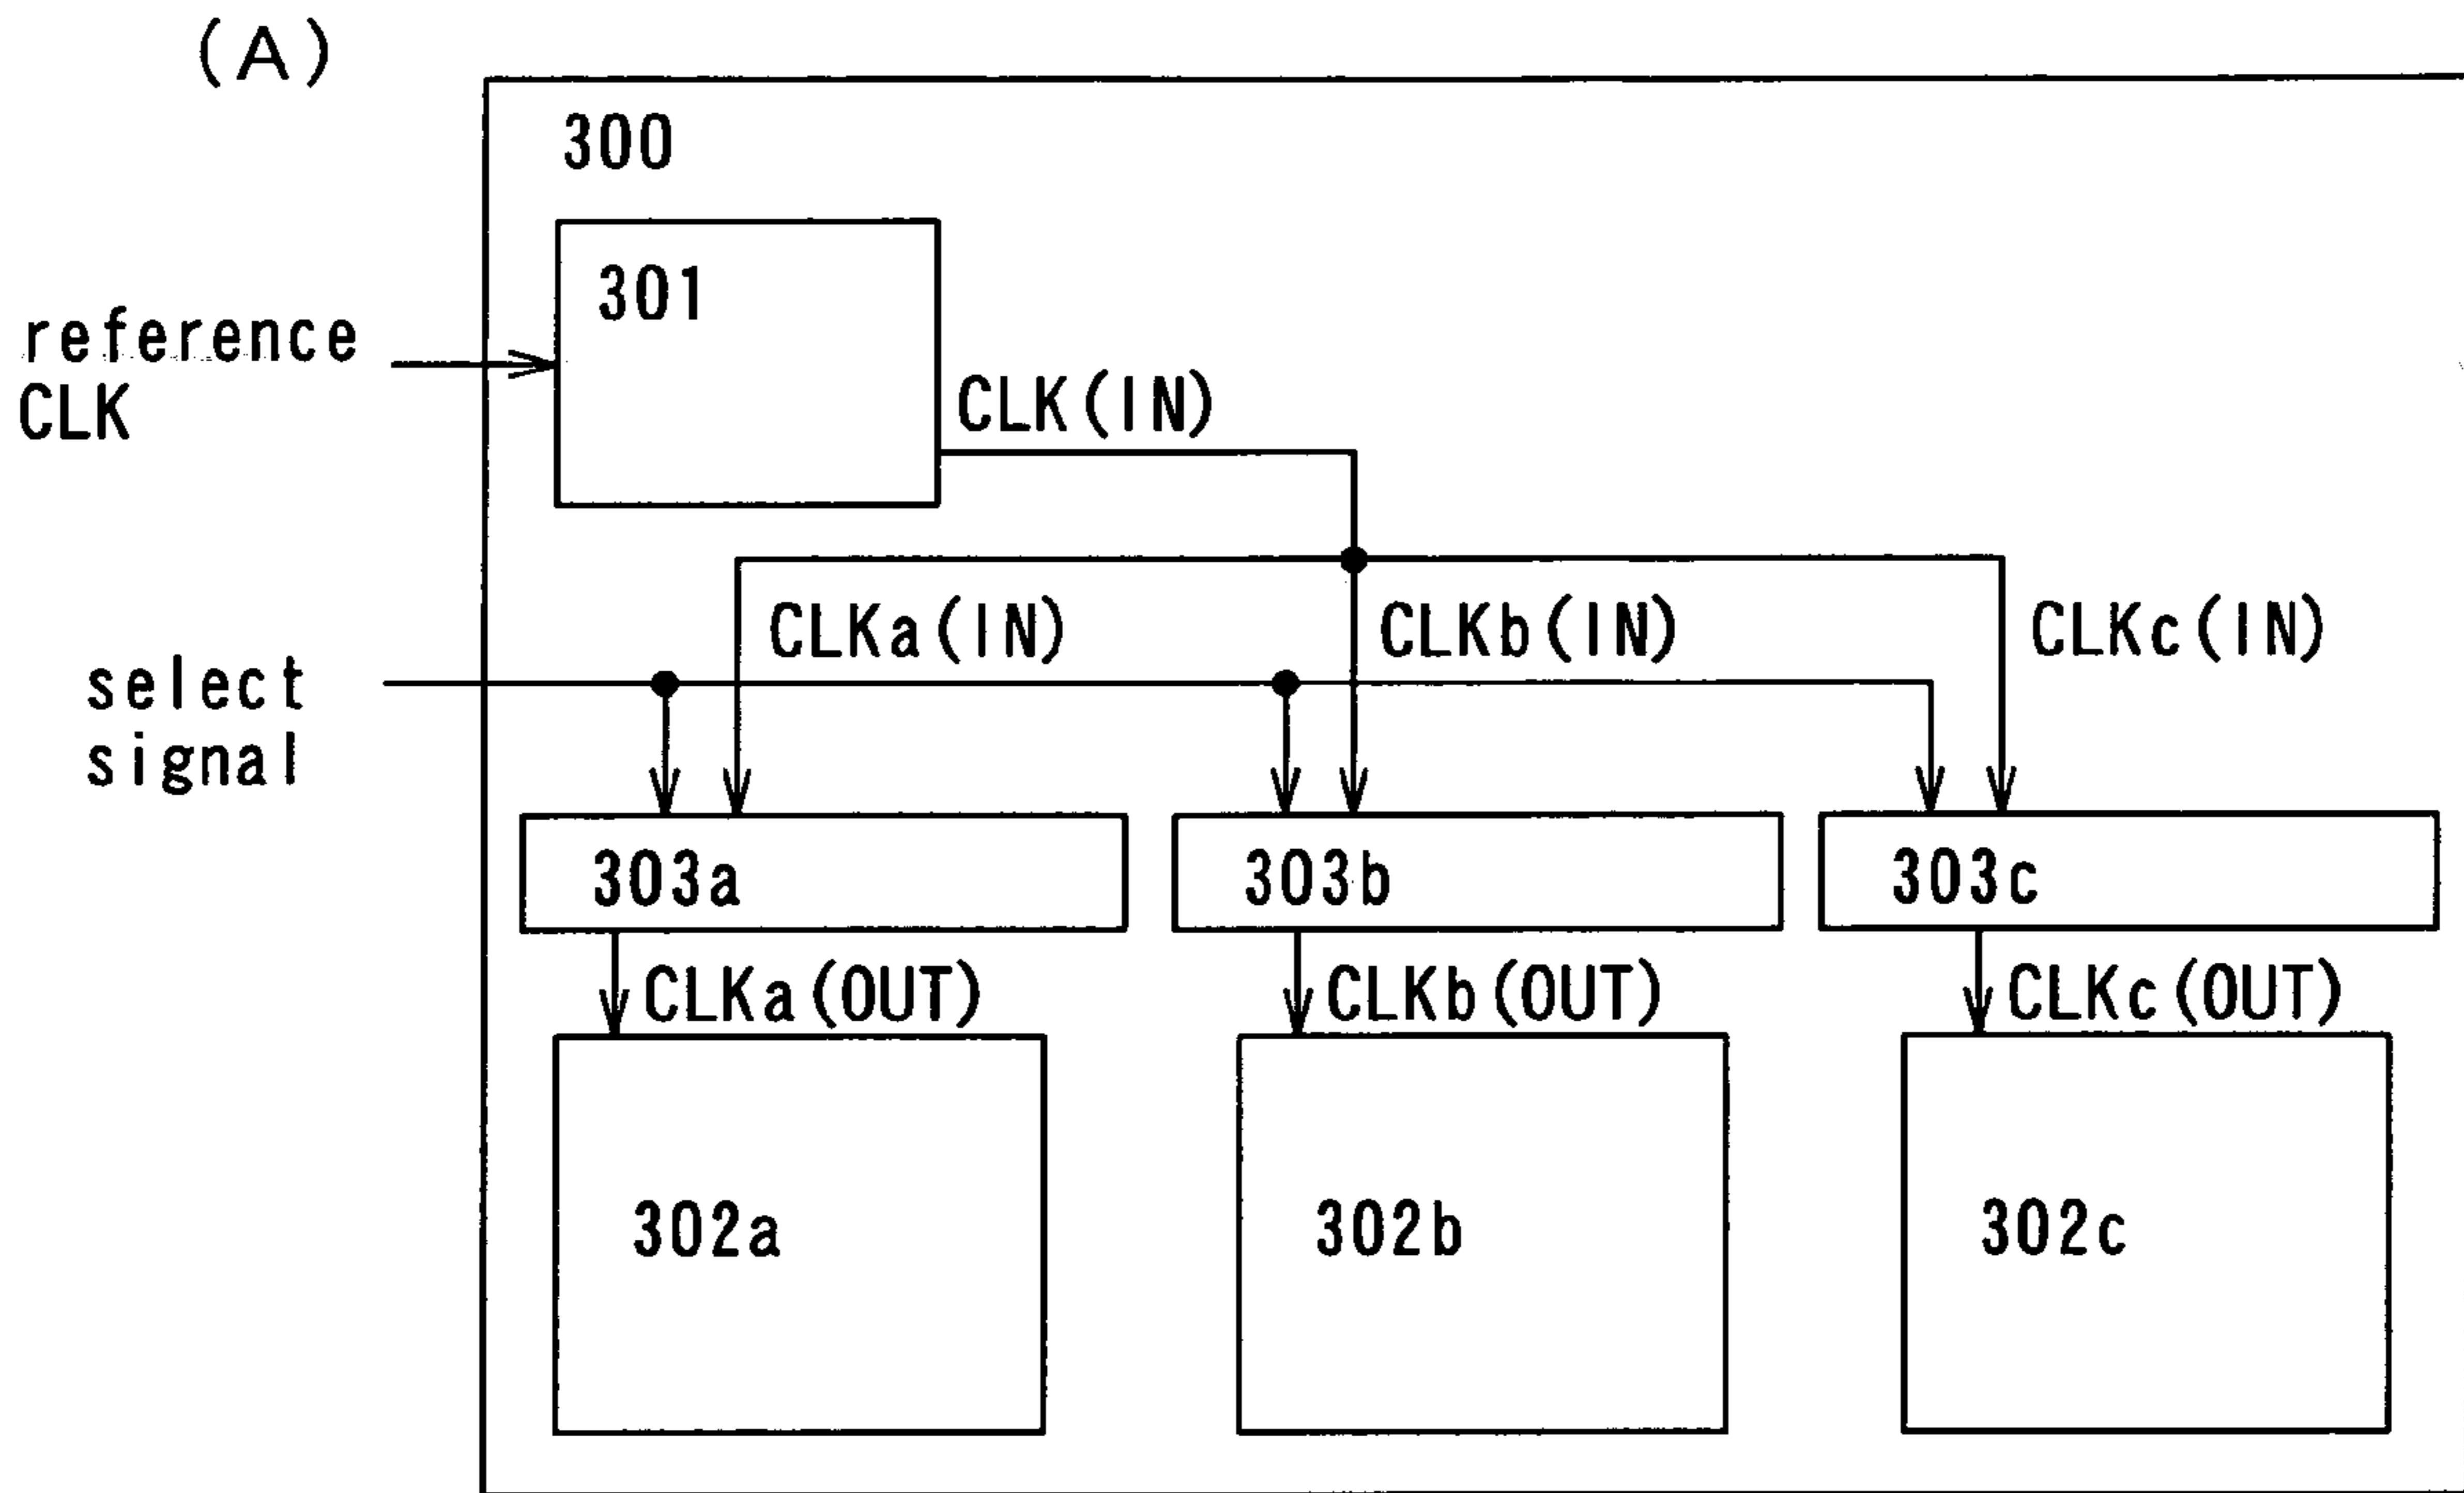 (A)
300
301
reference
CLK
CLK(IN)
CLKa(IN)
CLKb(IN)
CLKc(IN)
select
signal
303a
303b
303c
CLKa(OUT)
CLKb(OUT)
CLKc(OUT)
302a
302b
302c